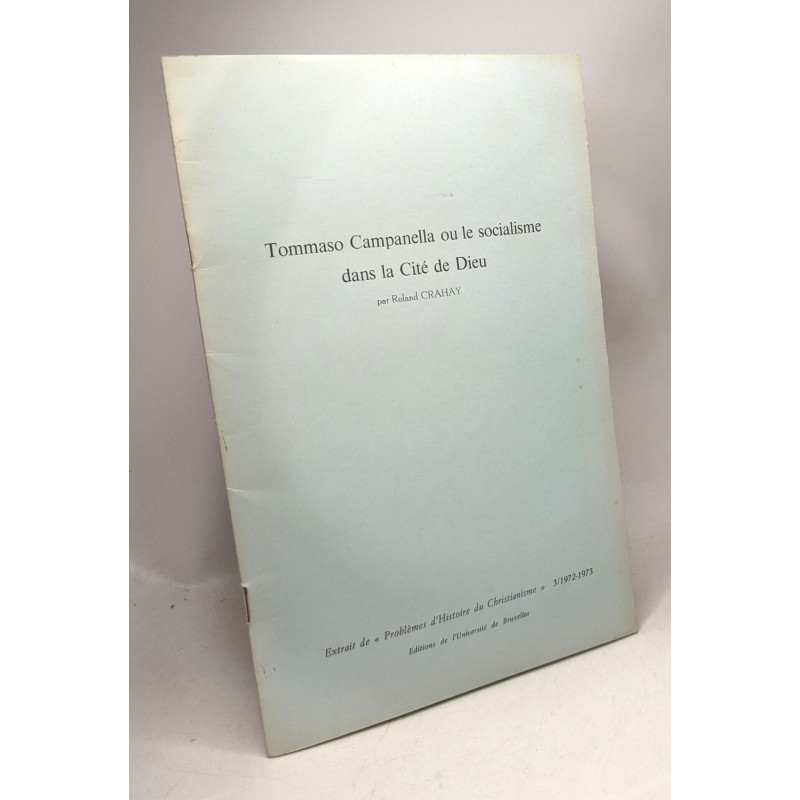 Tommaso Campanella ou le socialisme
dans la Cité de Dieu
par Roland CRAHAY
Extrait de « Problèmes d'Histoire du Christianisme » 3/1972-1973
Editions de l'Université de Bruxelles